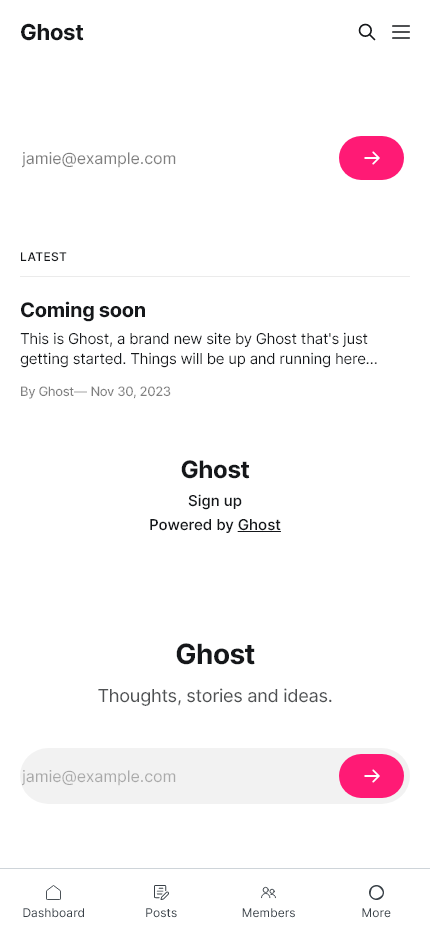 Ghost
jamie@example.com
LATEST
Coming soon
This is Ghost, a brand new site by Ghost that's just
getting started. Things will be up and running here...
By Ghost— Nov 30, 2023
Ghost
Sign up
Powered by Ghost
Ghost
Thoughts, stories and ideas.
jamie@example.com
Dashboard Posts Members More